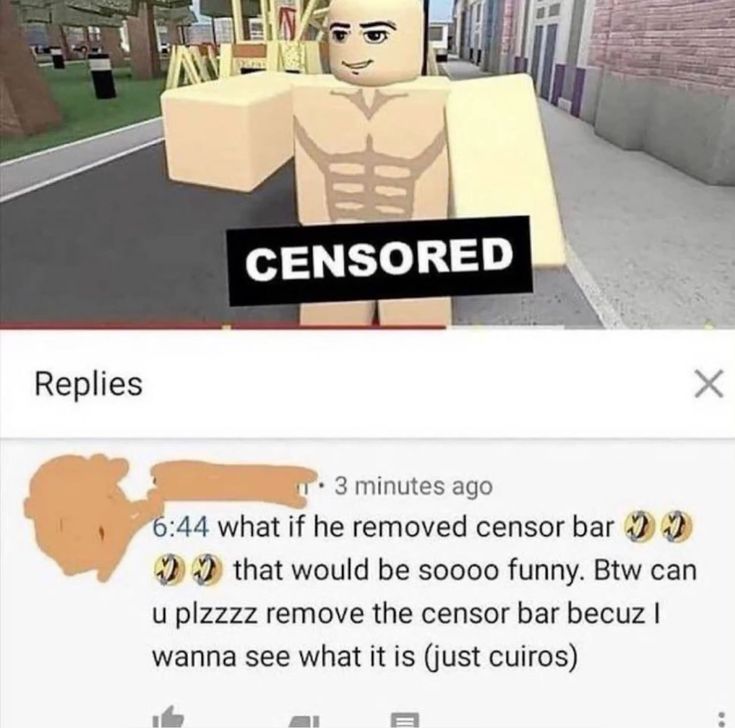 CENSORED
Replies
3 minutes ago
6:44 what if he removed censor bar 🤣🤣
🤣🤣 that would be soooo funny. Btw can
u plzzzz remove the censor bar becuz I
wanna see what it is (just cuiros)